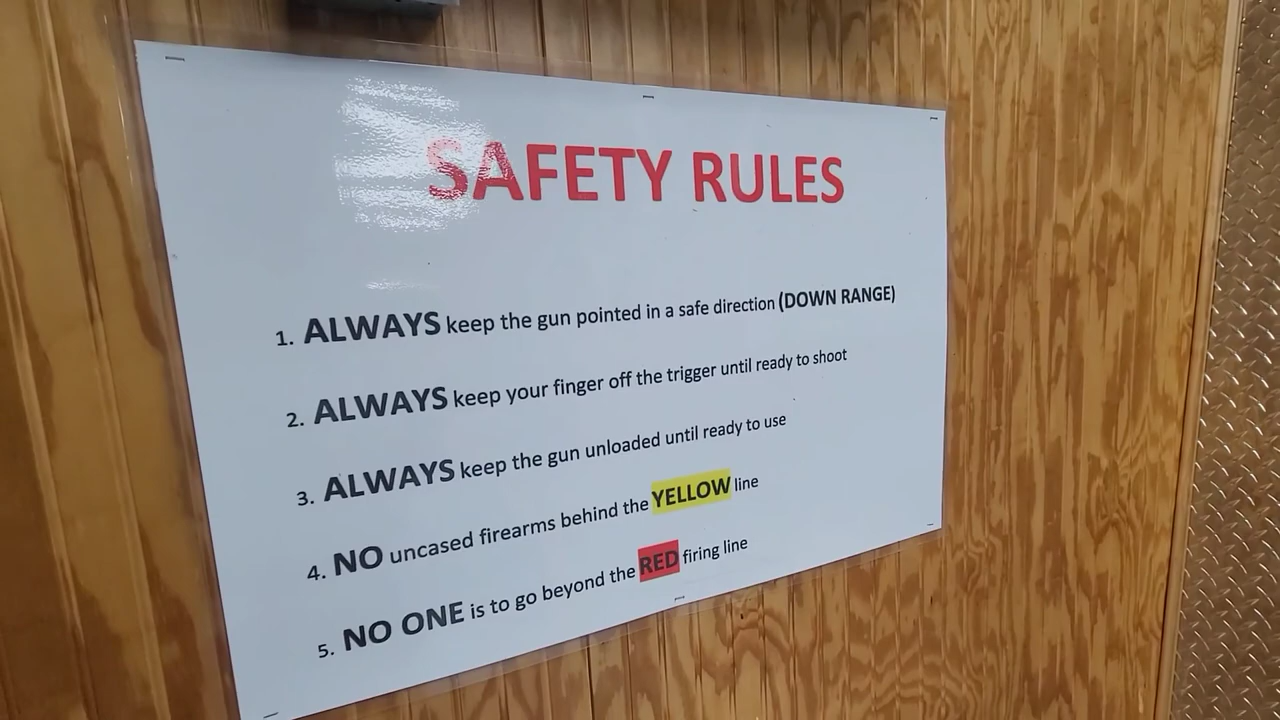 SAFETY RULES
1. ALWAYS keep the gun pointed in a safe direction (DOWN RANGE)
2. ALWAYS keep your finger off the trigger until ready to shoot
3. ALWAYS keep the gun unloaded until ready to use
4. NO uncased firearms behind the YELLOW line
5. NO ONE is to go beyond the RED firing line